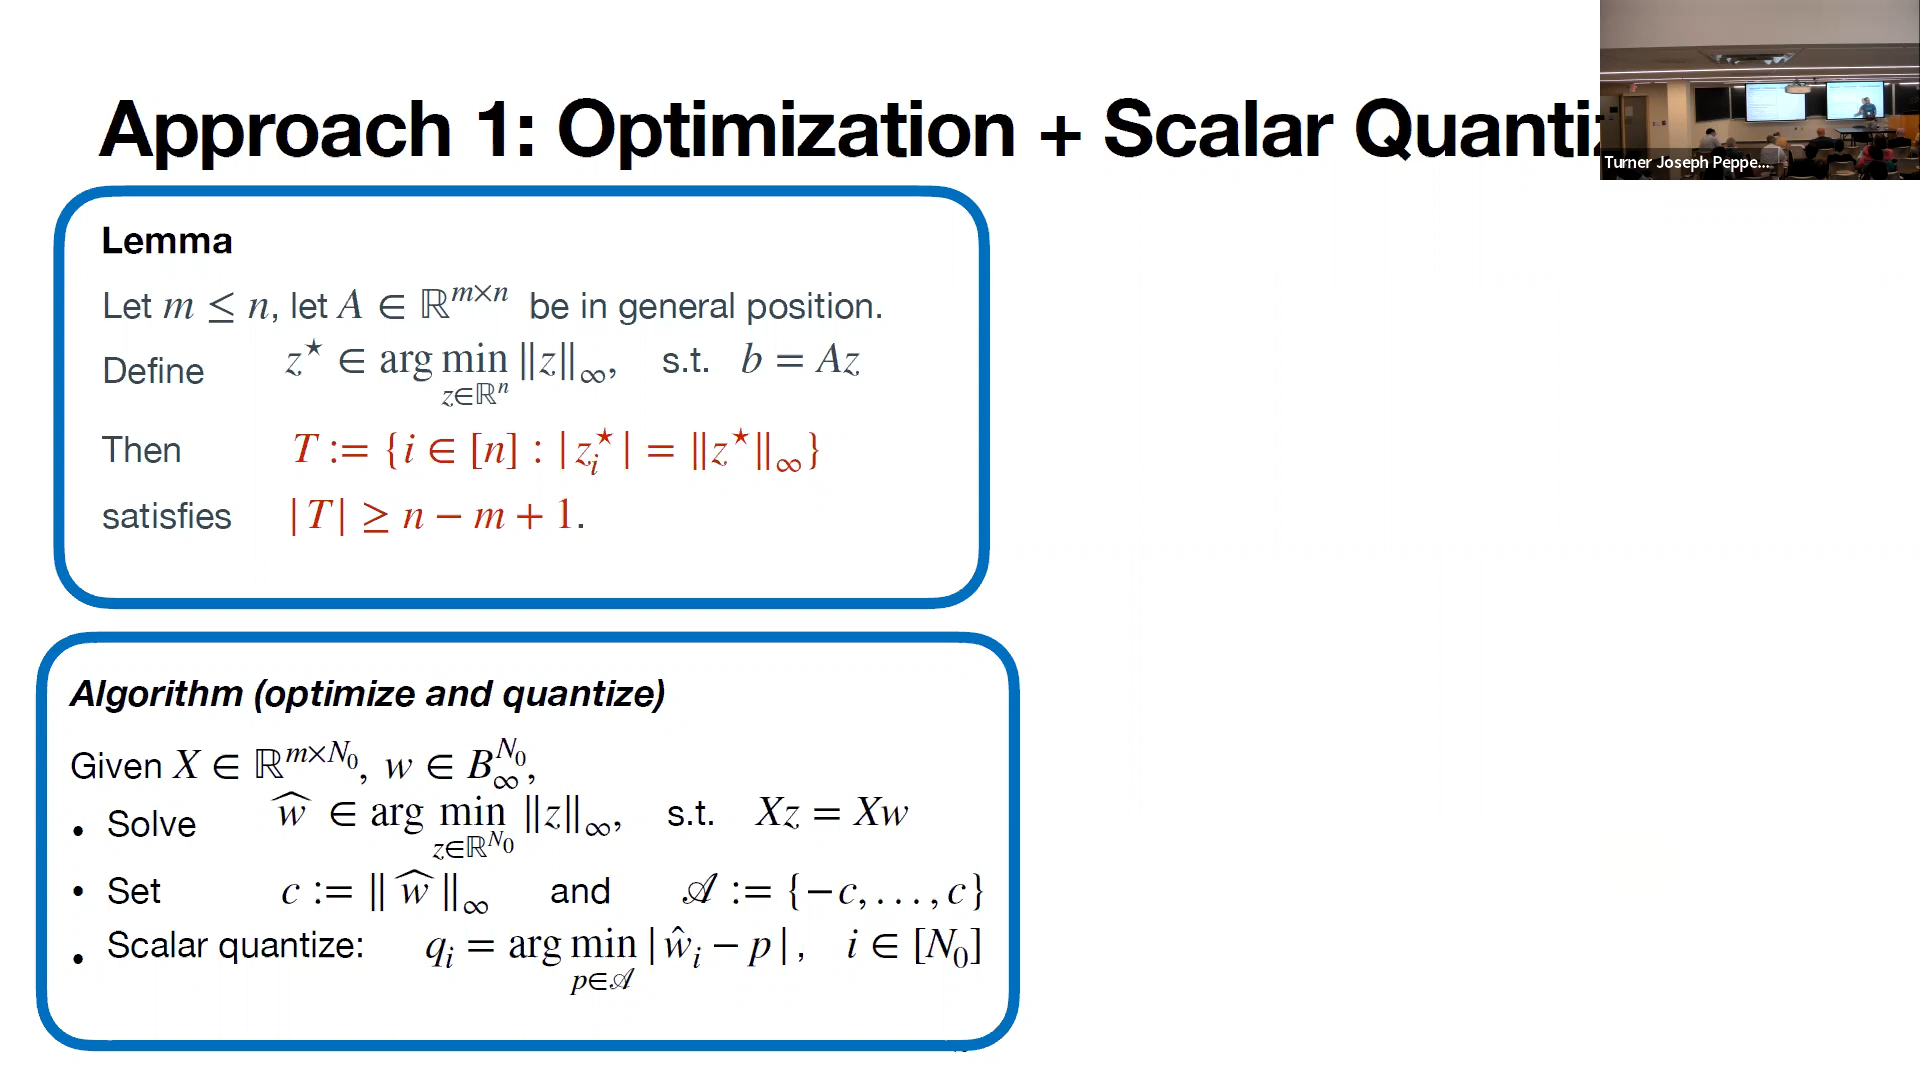 Approach 1: Optimization + Scalar Quanti
Turner Joseph Peppe...
Lemma
Let m ≤ n, let A ∈ ℝ^{m×n} be in general position.
Define z^⋆ ∈ arg min_{z∈ℝ^n} ‖z‖_∞, s.t. b = Az
Then T := {i ∈ [n] : |z_i^⋆| = ‖z^⋆‖_∞}
satisfies |T| ≥ n − m + 1.
Algorithm (optimize and quantize)
Given X ∈ ℝ^{m×N_0}, w ∈ B_∞^{N_0},
• Solve ŵ ∈ arg min_{z∈ℝ^{N_0}} ‖z‖_∞, s.t. Xz = Xw
• Set c := ‖ŵ‖_∞ and 𝒜 := {−c, . . . , c}
• Scalar quantize: q_i = arg min_{p∈𝒜} |ŵ_i − p|, i ∈ [N_0]